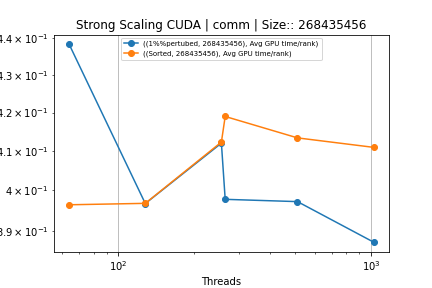 Strong Scaling CUDA | comm | Size:: 268435456
((1%%pertubed, 268435456), Avg GPU time/rank)
((Sorted, 268435456), Avg GPU time/rank)
.4 × 10⁻¹
4.3 × 10⁻¹
4.2 × 10⁻¹
4.1 × 10⁻¹
4 × 10⁻¹
3.9 × 10⁻¹
10² 10³
Threads